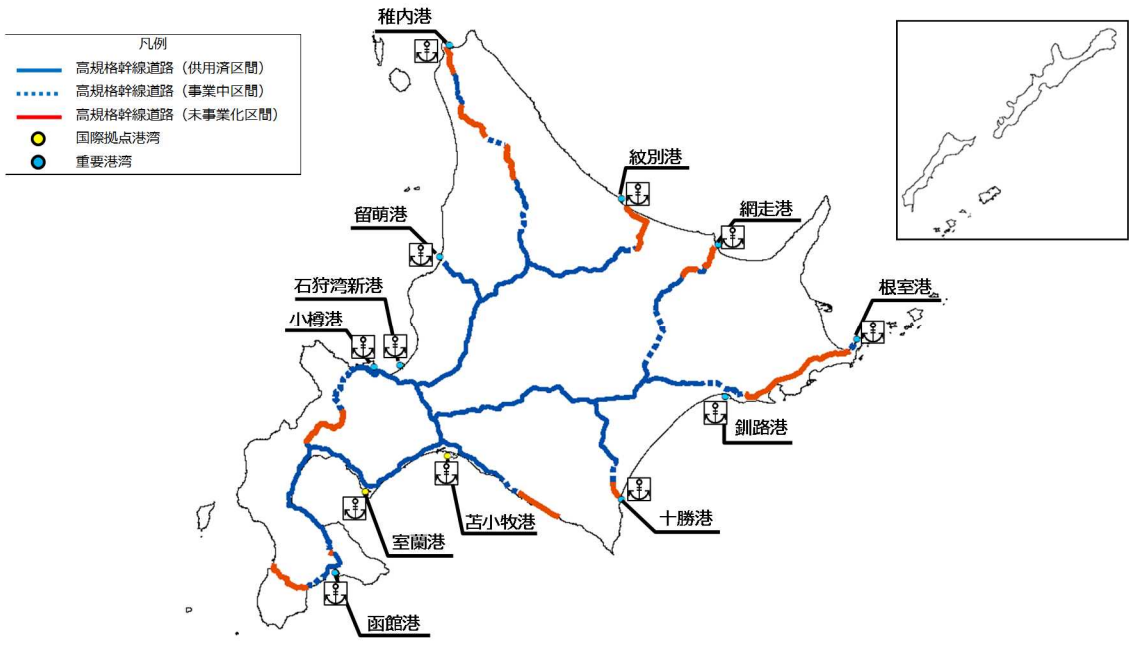 稚内港
凡例
高規格幹線道路（供用済区間）
高規格幹線道路（事業中区間）
高規格幹線道路（未事業化区間）
国際拠点港湾
重要港湾
紋別港
網走港
留萌港
石狩湾新港
小樽港
根室港
釧路港
十勝港
苫小牧港
室蘭港
函館港